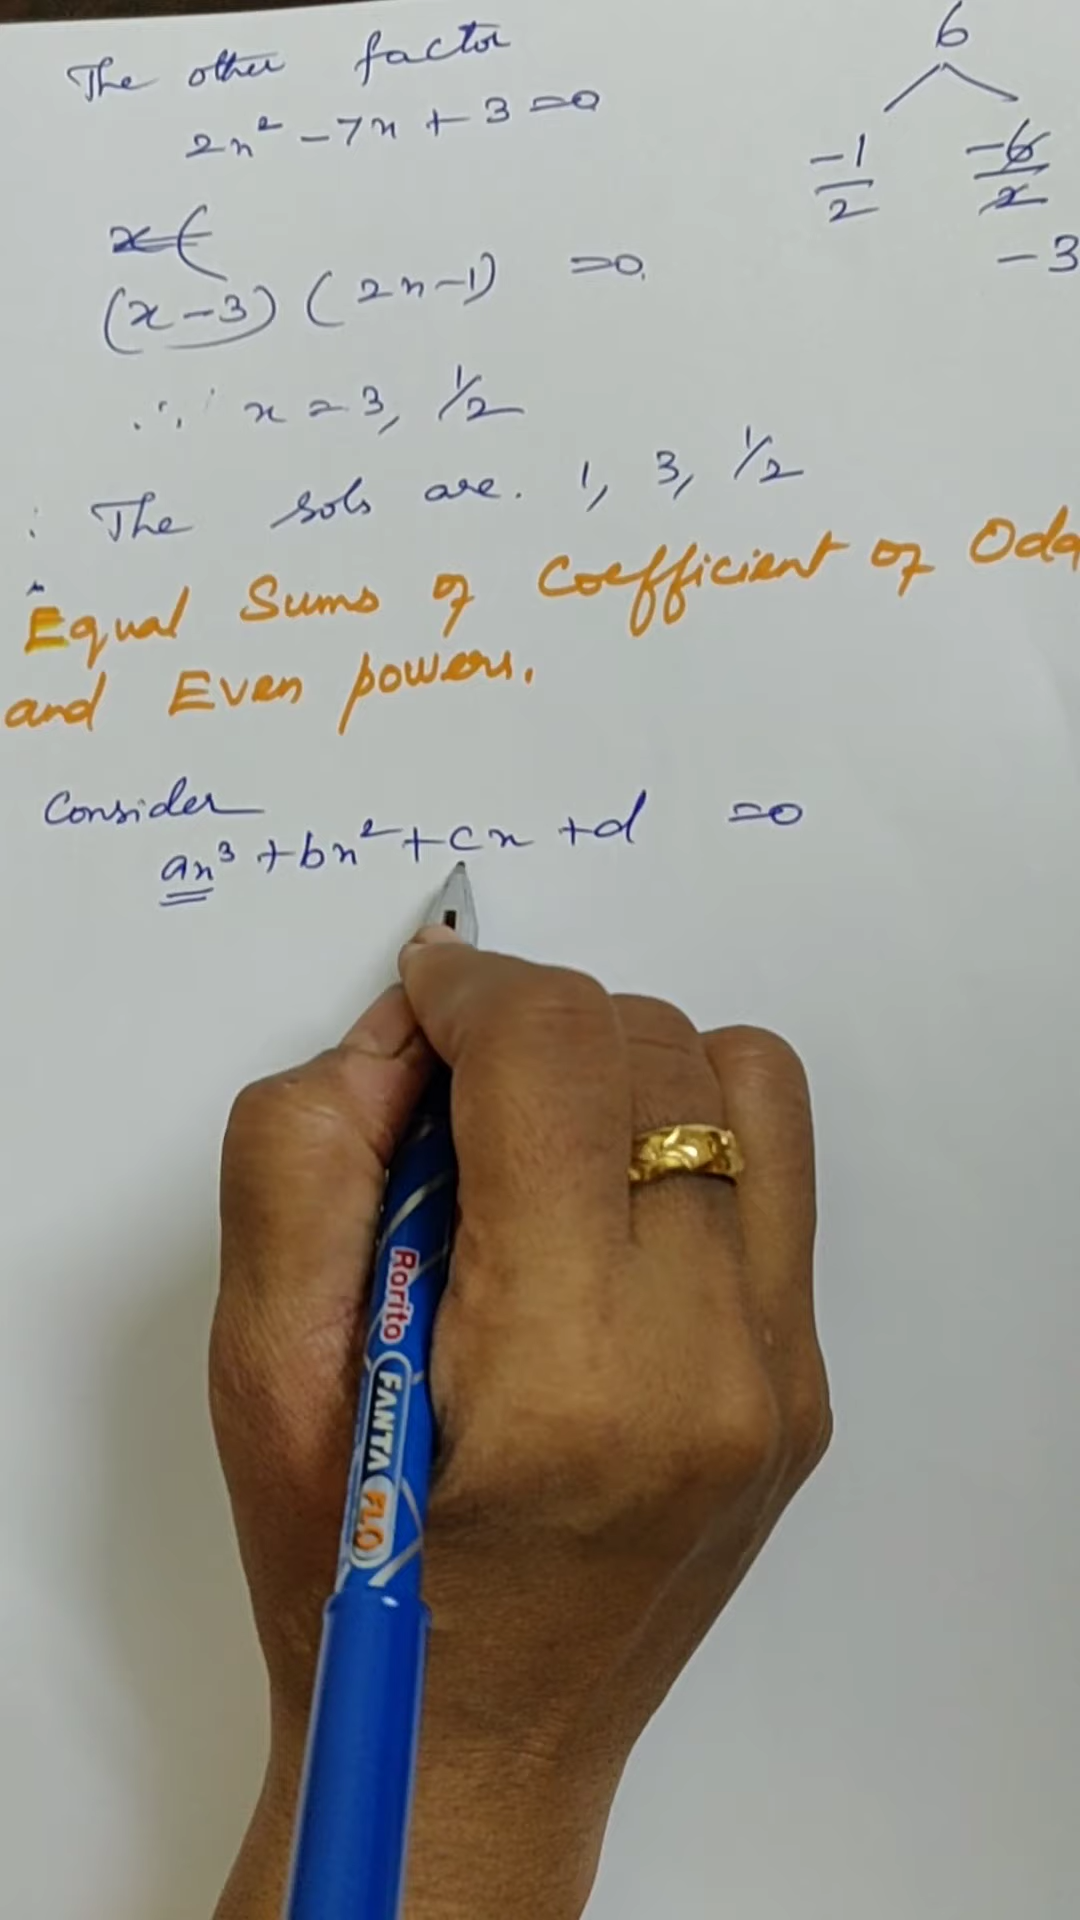 The other factor
2x² - 7x + 3 = 0
x(
(x - 3) (2x - 1) = 0.
∴ x = 3, 1/2
∴ The sols are. 1, 3, 1/2
6
-1/2 -6/2
-3
Equal Sums of Coefficient of Odd
and Even powers.
Consider
ax³ + bx² + cx + d = 0
Rorito FANTA FLO